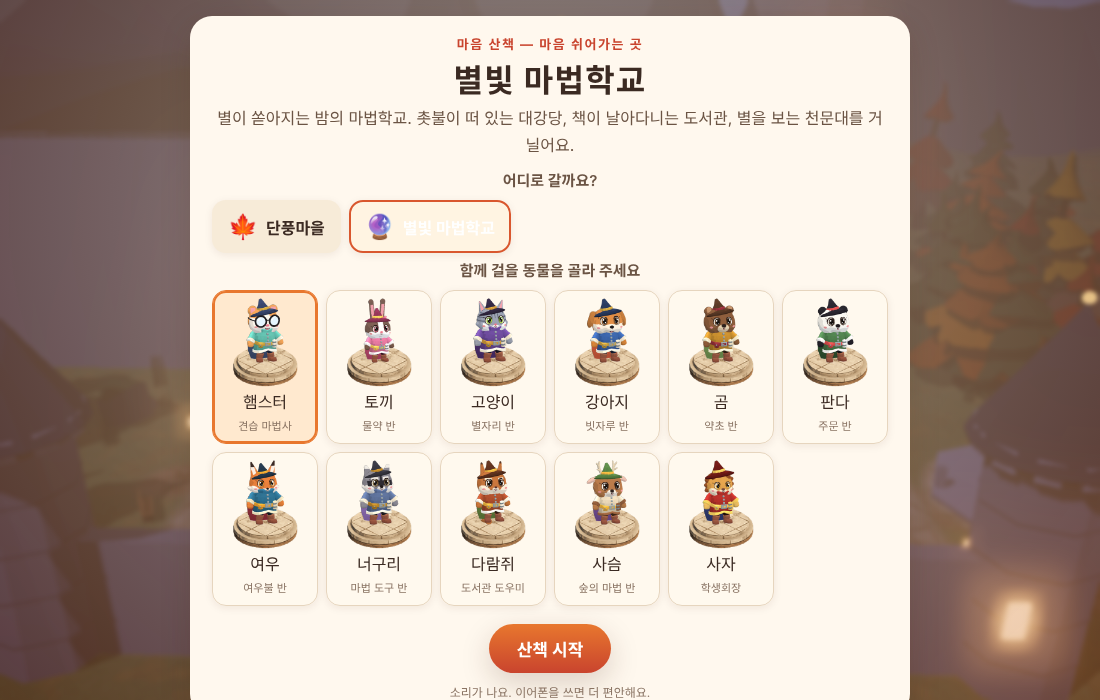 마음 산책 — 마음 쉬어가는 곳
별빛 마법학교
별이 쏟아지는 밤의 마법학교. 촛불이 떠 있는 대강당, 책이 날아다니는 도서관, 별을 보는 천문대를 거
닐어요.
어디로 갈까요?
단풍마을
별빛 마법학교
함께 걸을 동물을 골라 주세요
햄스터
견습 마법사
토끼
물약 반
고양이
별자리 반
강아지
빗자루 반
곰
약초 반
판다
주문 반
여우
여우불 반
너구리
마법 도구 반
다람쥐
도서관 도우미
사슴
숲의 마법 반
사자
학생회장
산책 시작
소리가 나요. 이어폰을 쓰면 더 편안해요.